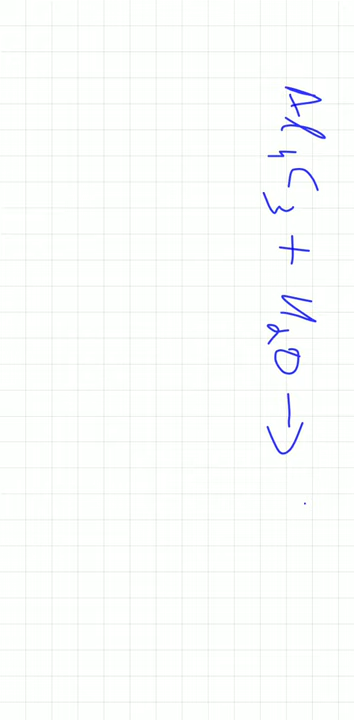 Al₄C₃ + H₂O →